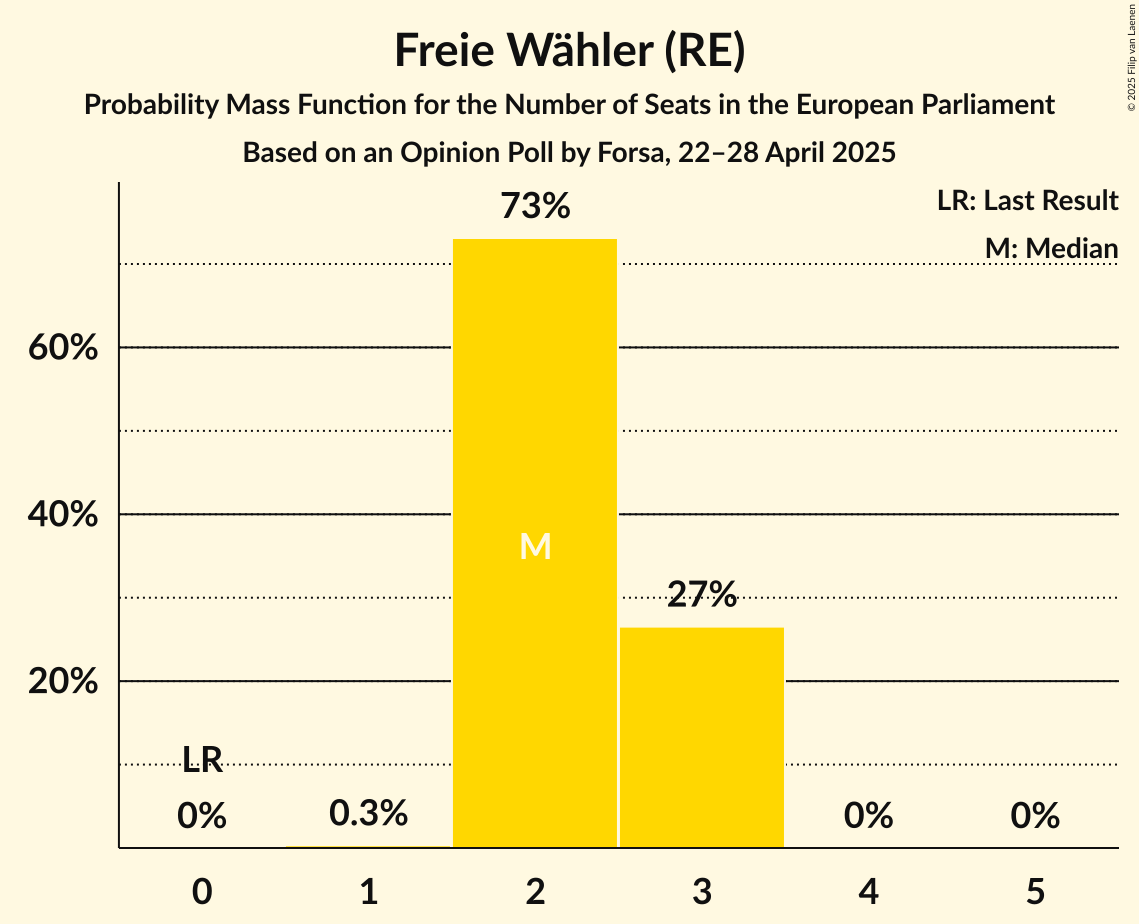 Freie Wähler (RE)
Probability Mass Function for the Number of Seats in the European Parliament
Based on an Opinion Poll by Forsa, 22–28 April 2025
© 2025 Filip van Laenen
LR: Last Result
M: Median
73%
60%
40%
M
27%
20%
LR
0%
0.3%
0%
0%
0 1 2 3 4 5